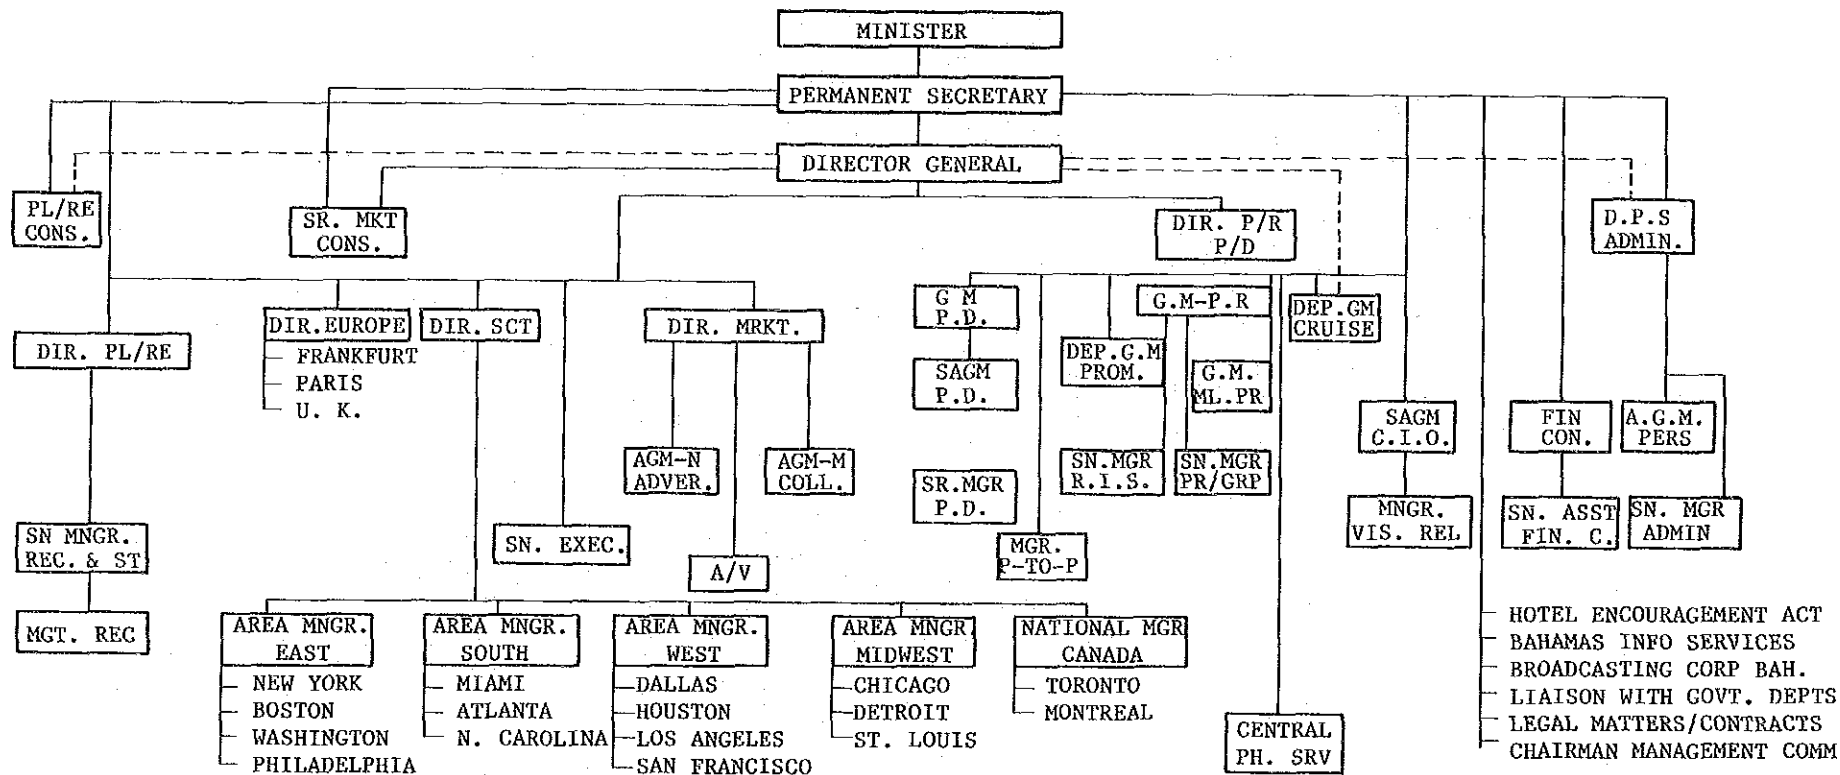 MINISTER
PERMANENT SECRETARY
DIRECTOR GENERAL
PL/RE
CONS.
SR. MKT
CONS.
DIR. P/R
P/D
D.P.S
ADMIN.
DIR. PL/RE
DIR.EUROPE
FRANKFURT
PARIS
U. K.
DIR. SCT
DIR. MRKT.
G M
P.D.
G.M-P.R
DEP.GM
CRUISE
SAGM
P.D.
DEP.G.M
PROM.
G.M.
ML.PR
AGM-N
ADVER.
AGM-M
COLL.
SR.MGR
P.D.
SN.MGR
R.I.S.
SN.MGR
PR/GRP
SAGM
C.I.O.
FIN
CON.
A.G.M.
PERS
SN MNGR.
REC. & ST
SN. EXEC.
A/V
MGR.
P-TO-P
MNGR.
VIS. REL
SN. ASST
FIN. C.
SN. MGR
ADMIN
MGT. REC
AREA MNGR.
EAST
NEW YORK
BOSTON
WASHINGTON
PHILADELPHIA
AREA MNGR.
SOUTH
MIAMI
ATLANTA
N. CAROLINA
AREA MNGR.
WEST
DALLAS
HOUSTON
LOS ANGELES
SAN FRANCISCO
AREA MNGR
MIDWEST
CHICAGO
DETROIT
ST. LOUIS
NATIONAL MGR
CANADA
TORONTO
MONTREAL
CENTRAL
PH. SRV
HOTEL ENCOURAGEMENT ACT
BAHAMAS INFO SERVICES
BROADCASTING CORP BAH.
LIAISON WITH GOVT. DEPTS
LEGAL MATTERS/CONTRACTS
CHAIRMAN MANAGEMENT COMM